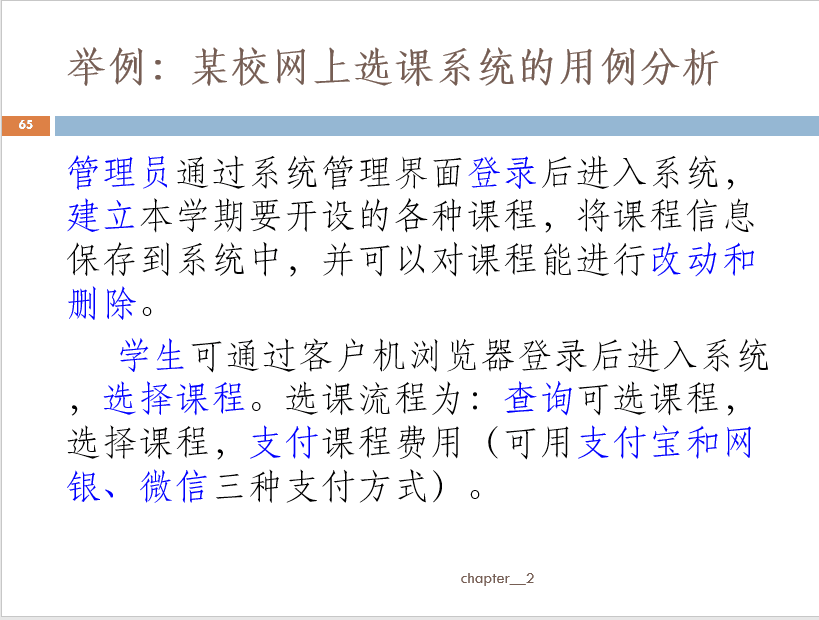 举例：某校网上选课系统的用例分析
65
管理员通过系统管理界面登录后进入系统，
建立本学期要开设的各种课程，将课程信息
保存到系统中，并可以对课程能进行改动和
删除。
学生可通过客户机浏览器登录后进入系统
，选择课程。选课流程为：查询可选课程，
选择课程，支付课程费用（可用支付宝和网
银、微信三种支付方式）。
chapter__2